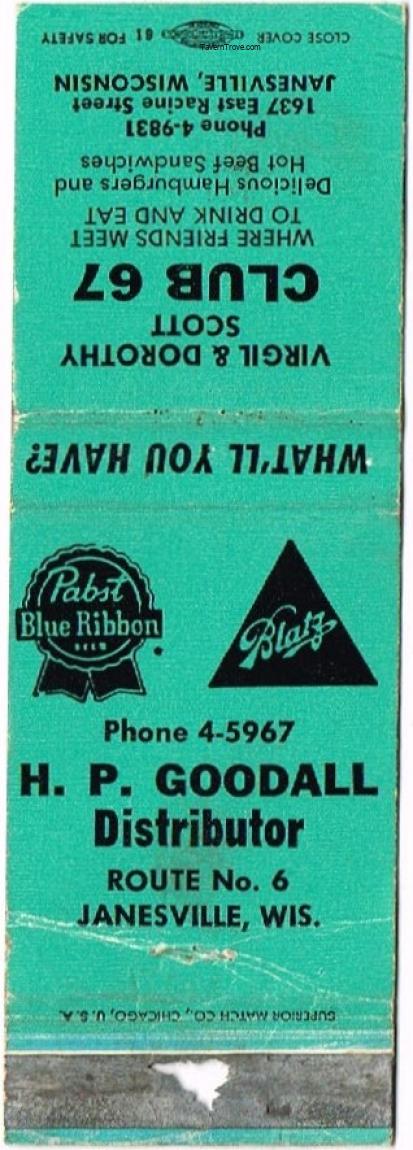 WHAT'LL YOU HAVE?
VIRGIL & DOROTHY
SCOTT
CLUB 67
WHERE FRIENDS MEET
TO DRINK AND EAT
Delicious Hamburgers and
Hot Beef Sandwiches
Phone 4-9831
1637 East Racine Street
JANESVILLE, WISCONSIN
CLOSE COVER 19 FOR SAFETY
TavernTrove.com
Pabst
Blue Ribbon
BEER
Blatz
Phone 4-5967
H. P. GOODALL
Distributor
ROUTE No. 6
JANESVILLE, WIS.
SUPERIOR MATCH CO., CHICAGO, U. S. A.